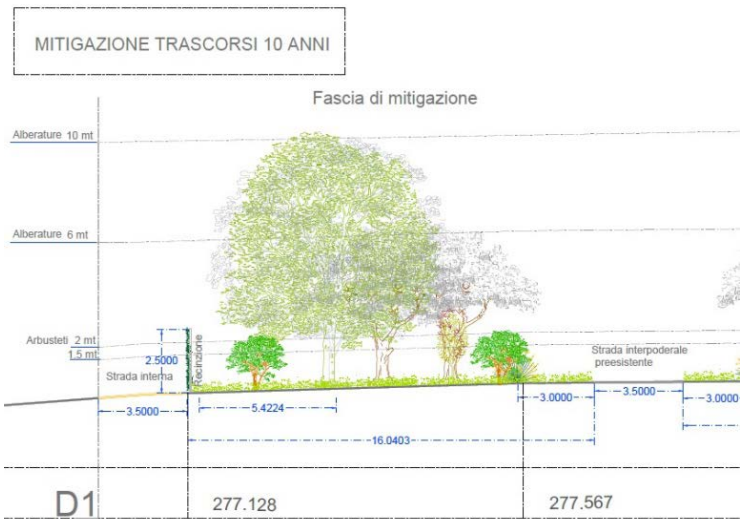 MITIGAZIONE TRASCORSI 10 ANNI
Fascia di mitigazione
Alberature 10 mt
Alberature 6 mt
Arbusteti 2 mt
1,5 mt
2.5000
Recinzione
Strada interna
Strada interpoderale
preesistente
3.5000
5.4224
3.0000
3.5000
3.0000
16.0403
D1
277.128
277.567